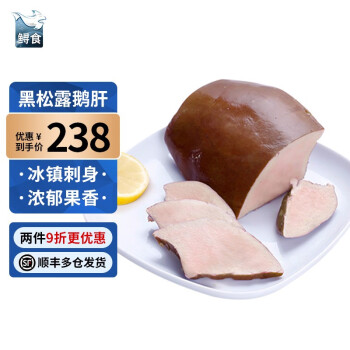 鲟食
黑松露鹅肝
优惠 ¥
到手价
238
•冰镇刺身•
•浓郁果香•
两件9折更优惠
SF 顺丰多仓发货